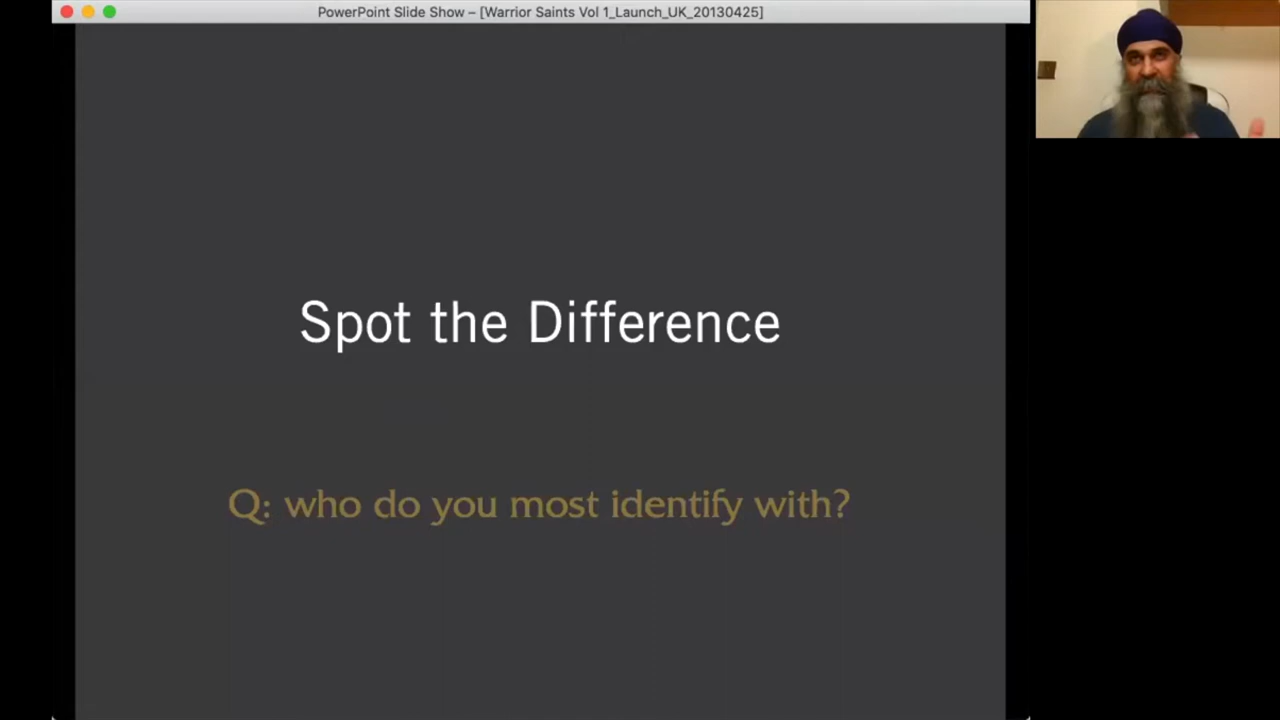 PowerPoint Slide Show – [Warrior Saints Vol 1_Launch_UK_20130425]
Spot the Difference
Q: who do you most identify with?